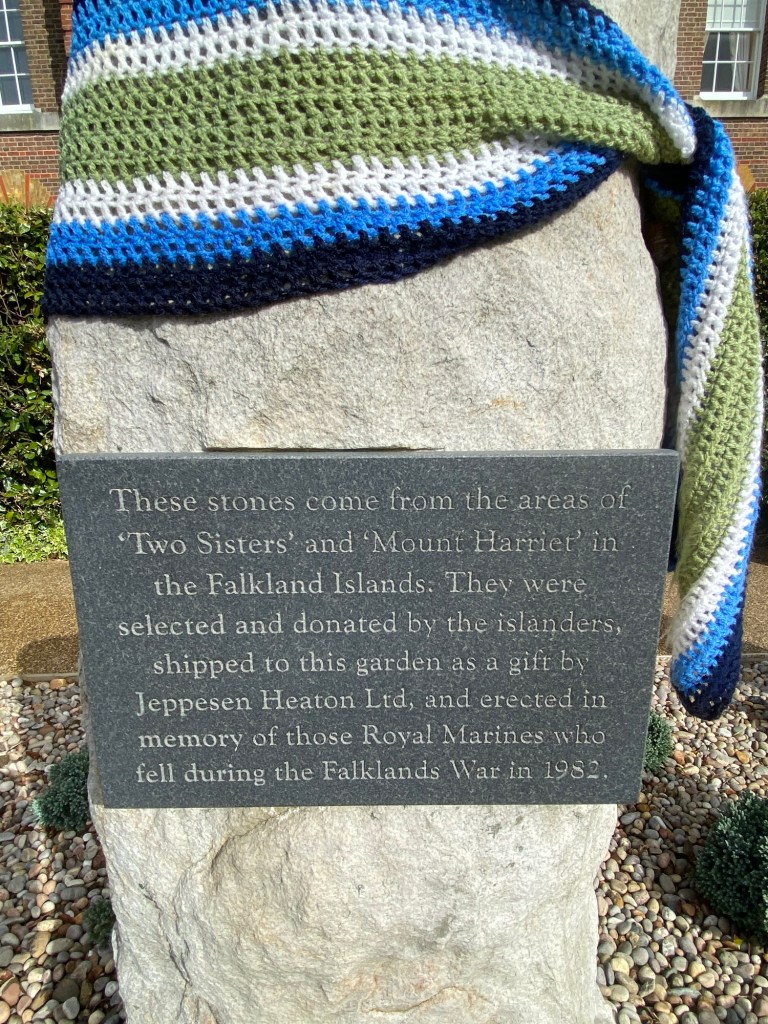 These stones come from the areas of
‘Two Sisters’ and ‘Mount Harriet’ in
the Falkland Islands. They were
selected and donated by the islanders,
shipped to this garden as a gift by
Jeppesen Heaton Ltd, and erected in
memory of those Royal Marines who
fell during the Falklands War in 1982.